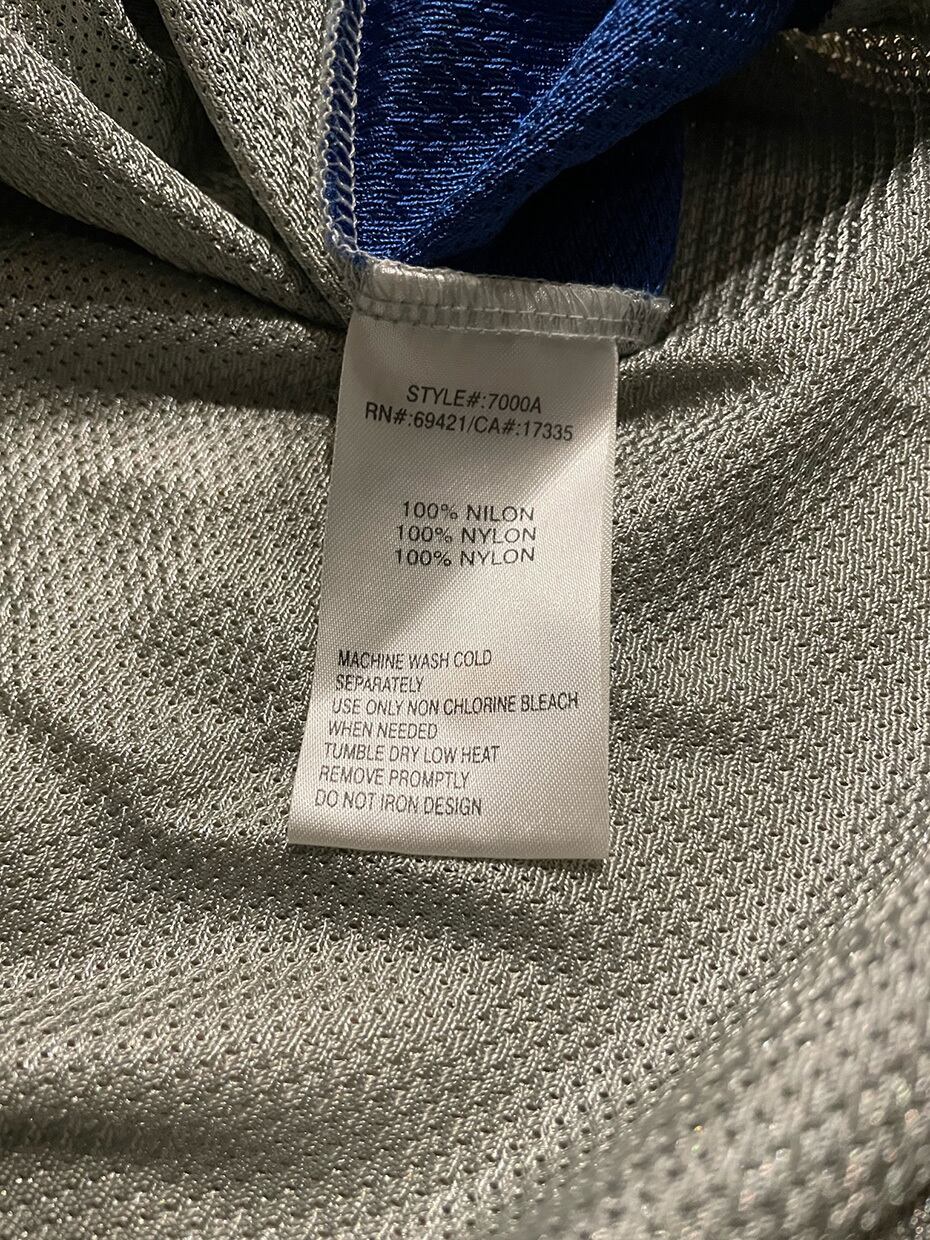 STYLE#:7000A
RN#:69421/CA#:17335
100% NILON
100% NYLON
100% NYLON
MACHINE WASH COLD
SEPARATELY
USE ONLY NON CHLORINE BLEACH
WHEN NEEDED
TUMBLE DRY LOW HEAT
REMOVE PROMPTLY
DO NOT IRON DESIGN